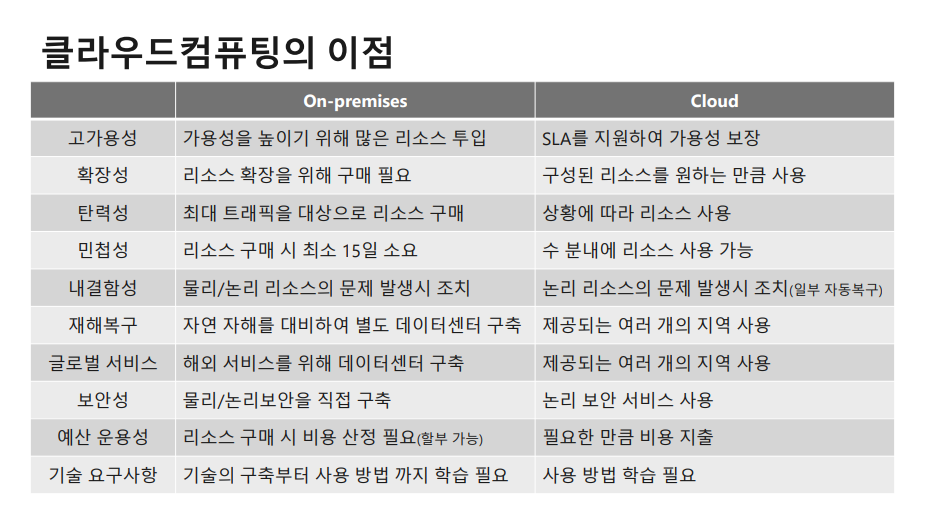 클라우드컴퓨팅의 이점
On-premises Cloud
고가용성 가용성을 높이기 위해 많은 리소스 투입 SLA를 지원하여 가용성 보장
확장성 리소스 확장을 위해 구매 필요 구성된 리소스를 원하는 만큼 사용
탄력성 최대 트래픽을 대상으로 리소스 구매 상황에 따라 리소스 사용
민첩성 리소스 구매 시 최소 15일 소요 수 분내에 리소스 사용 가능
내결함성 물리/논리 리소스의 문제 발생시 조치 논리 리소스의 문제 발생시 조치(일부 자동복구)
재해복구 자연 자해를 대비하여 별도 데이터센터 구축 제공되는 여러 개의 지역 사용
글로벌 서비스 해외 서비스를 위해 데이터센터 구축 제공되는 여러 개의 지역 사용
보안성 물리/논리보안을 직접 구축 논리 보안 서비스 사용
예산 운용성 리소스 구매 시 비용 산정 필요(할부 가능) 필요한 만큼 비용 지출
기술 요구사항 기술의 구축부터 사용 방법 까지 학습 필요 사용 방법 학습 필요